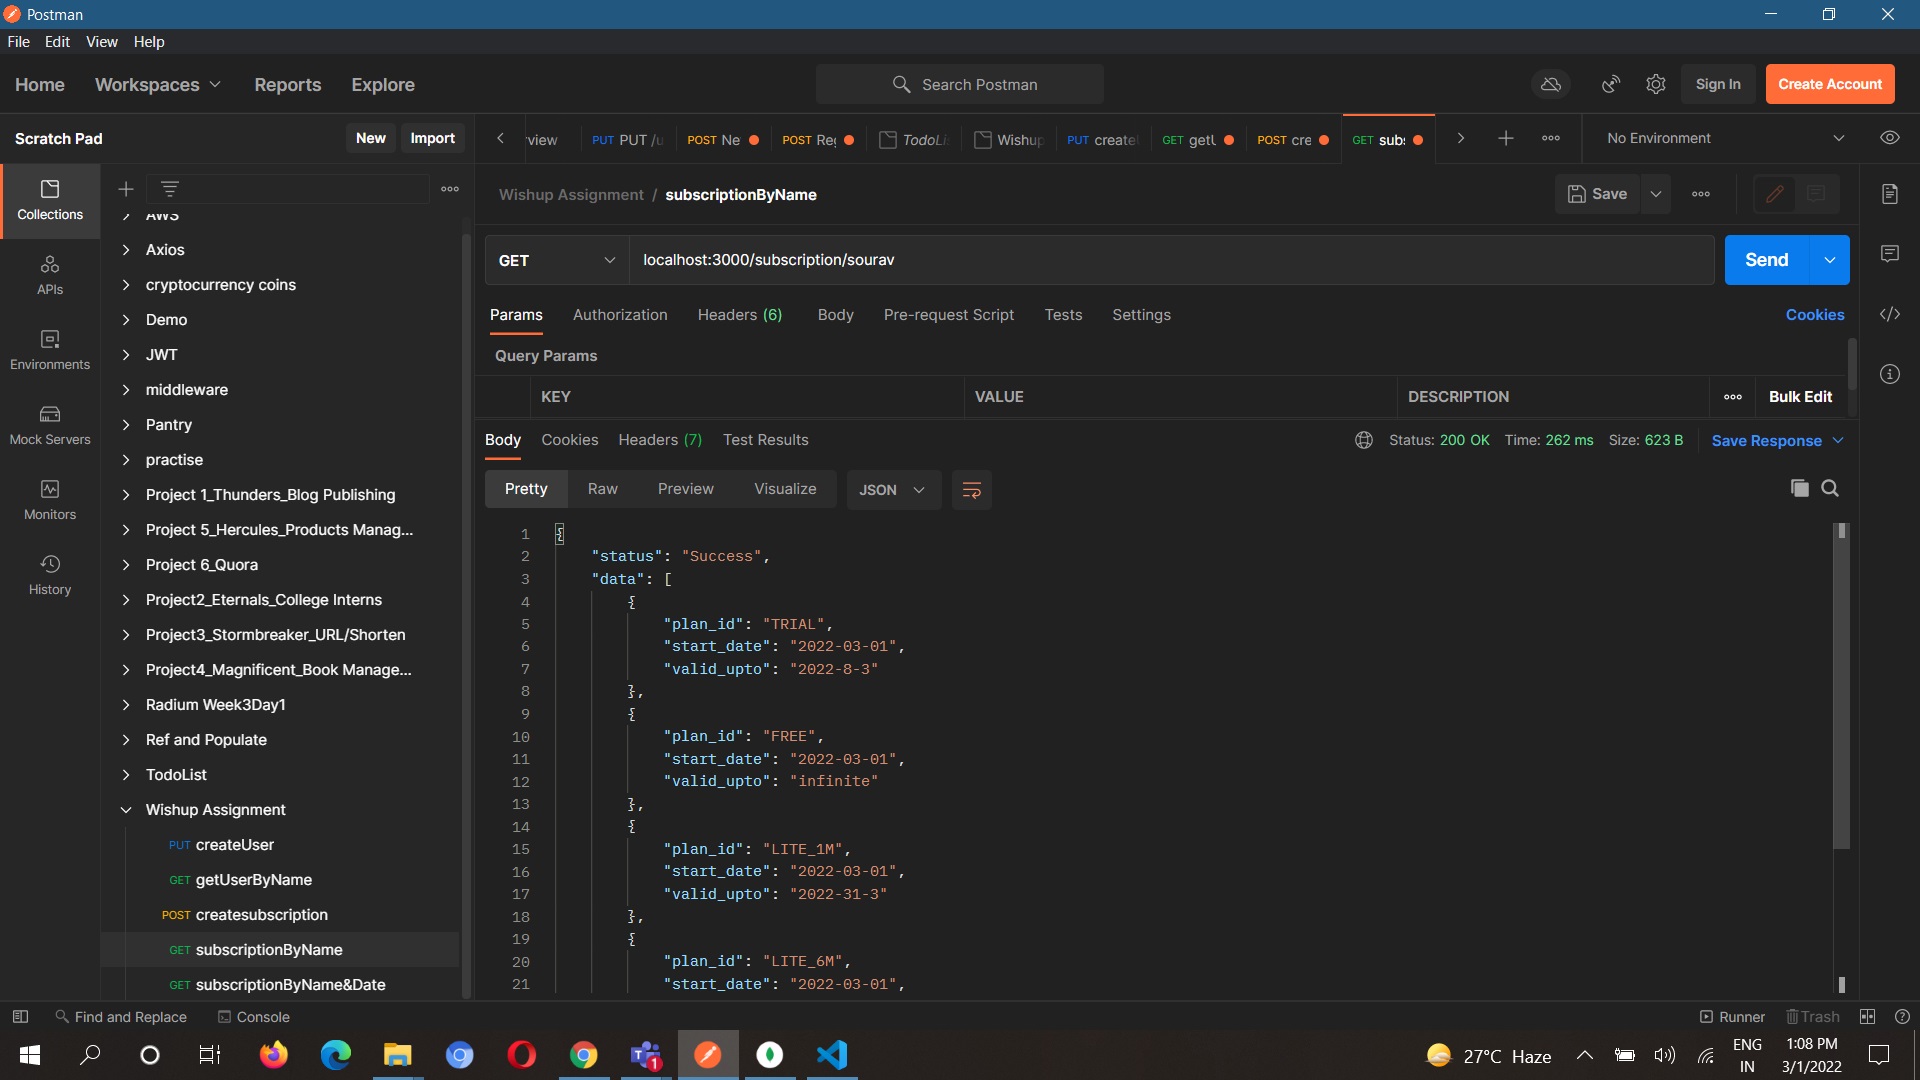 Postman
File Edit View Help
Home Workspaces Reports Explore Search Postman Sign In Create Account
Scratch Pad New Import
view PUT PUT /u POST Ne POST Reg TodoLis Wishup PUT create GET getU POST cre GET subs No Environment
Collections
APIs
Environments
Mock Servers
Monitors
History
AWS
Axios
cryptocurrency coins
Demo
JWT
middleware
Pantry
practise
Project 1_Thunders_Blog Publishing
Project 5_Hercules_Products Manag...
Project 6_Quora
Project2_Eternals_College Interns
Project3_Stormbreaker_URL/Shorten
Project4_Magnificent_Book Manage...
Radium Week3Day1
Ref and Populate
TodoList
Wishup Assignment
PUT createUser
GET getUserByName
POST createsubscription
GET subscriptionByName
GET subscriptionByName&Date
Wishup Assignment / subscriptionByName Save
GET localhost:3000/subscription/sourav Send
Params Authorization Headers (6) Body Pre-request Script Tests Settings Cookies
Query Params
KEY VALUE DESCRIPTION Bulk Edit
Body Cookies Headers (7) Test Results Status: 200 OK Time: 262 ms Size: 623 B Save Response
Pretty Raw Preview Visualize JSON
1 {
2 "status": "Success",
3 "data": [
4 {
5 "plan_id": "TRIAL",
6 "start_date": "2022-03-01",
7 "valid_upto": "2022-8-3"
8 },
9 {
10 "plan_id": "FREE",
11 "start_date": "2022-03-01",
12 "valid_upto": "infinite"
13 },
14 {
15 "plan_id": "LITE_1M",
16 "start_date": "2022-03-01",
17 "valid_upto": "2022-31-3"
18 },
19 {
20 "plan_id": "LITE_6M",
21 "start_date": "2022-03-01",
Find and Replace Console Runner Trash
1
27°C Haze
ENG
IN
1:08 PM
3/1/2022